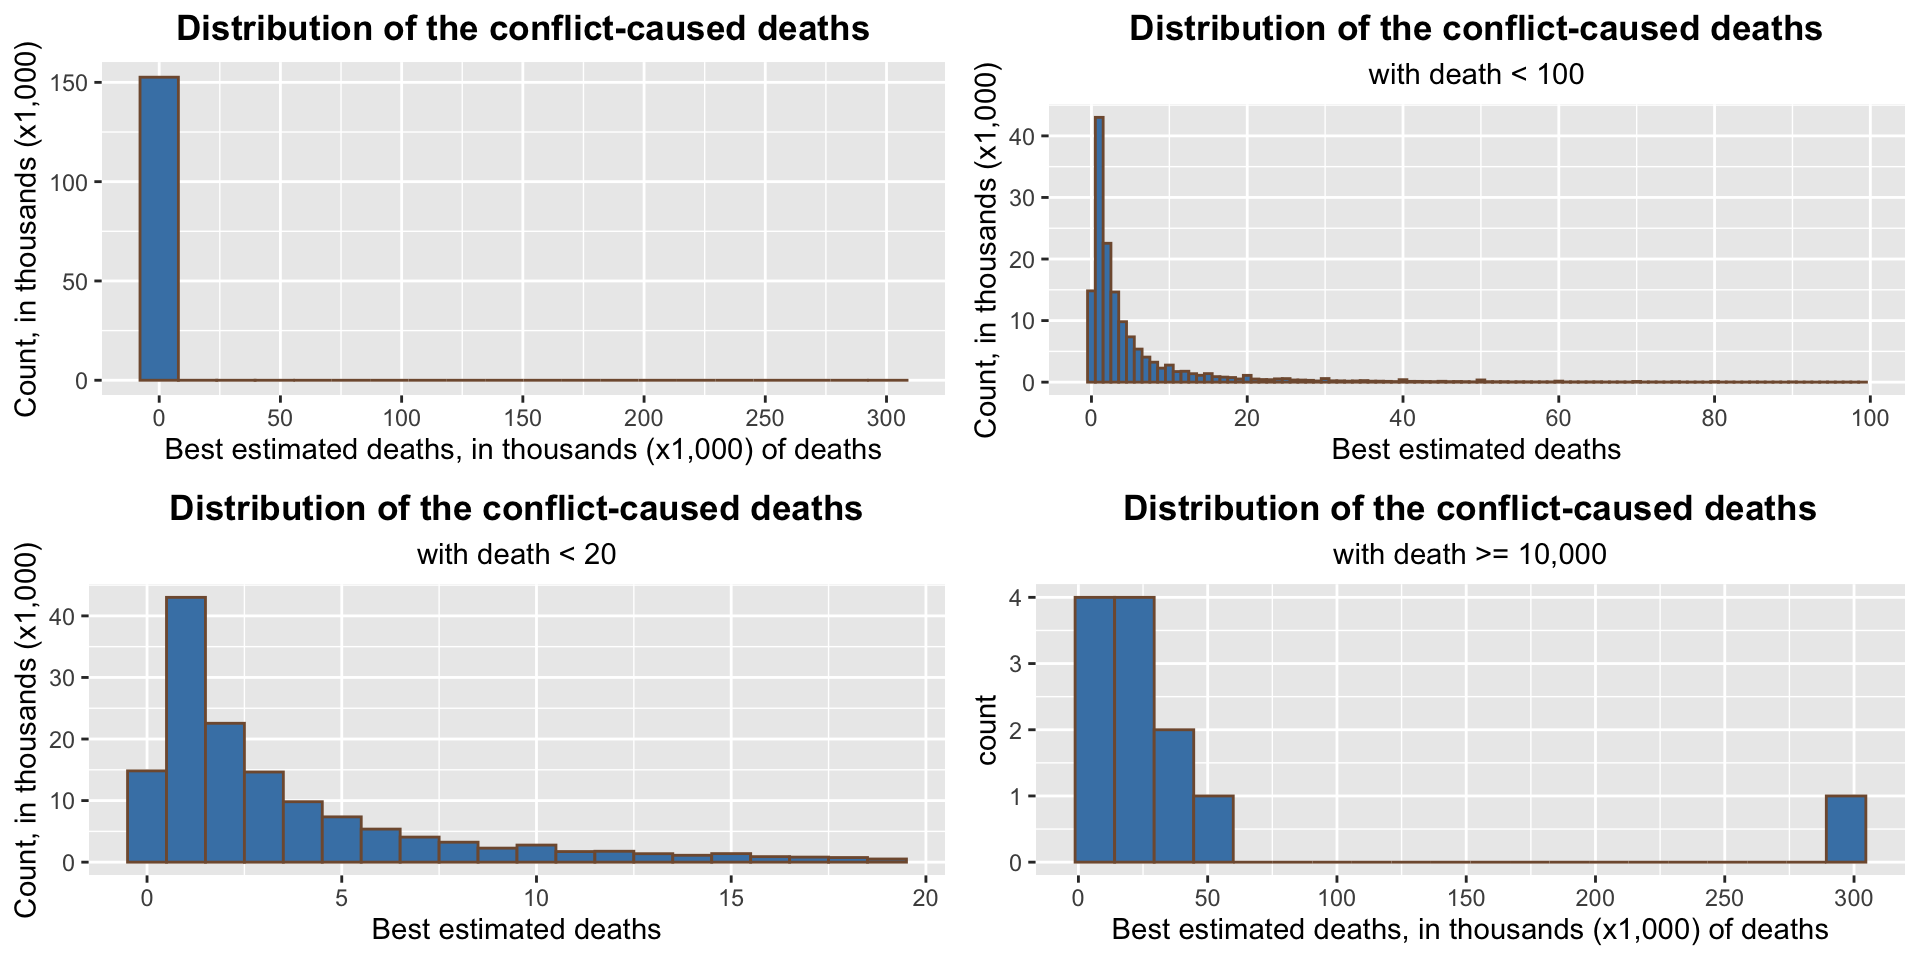 Distribution of the conflict-caused deaths
Count, in thousands (x1,000)
150
100
50
0
0 50 100 150 200 250 300
Best estimated deaths, in thousands (x1,000) of deaths
Distribution of the conflict-caused deaths
with death < 100
Count, in thousands (x1,000)
40
30
20
10
0
0 20 40 60 80 100
Best estimated deaths
Distribution of the conflict-caused deaths
with death < 20
Count, in thousands (x1,000)
40
30
20
10
0
0 5 10 15 20
Best estimated deaths
Distribution of the conflict-caused deaths
with death >= 10,000
count
4
3
2
1
0
0 50 100 150 200 250 300
Best estimated deaths, in thousands (x1,000) of deaths